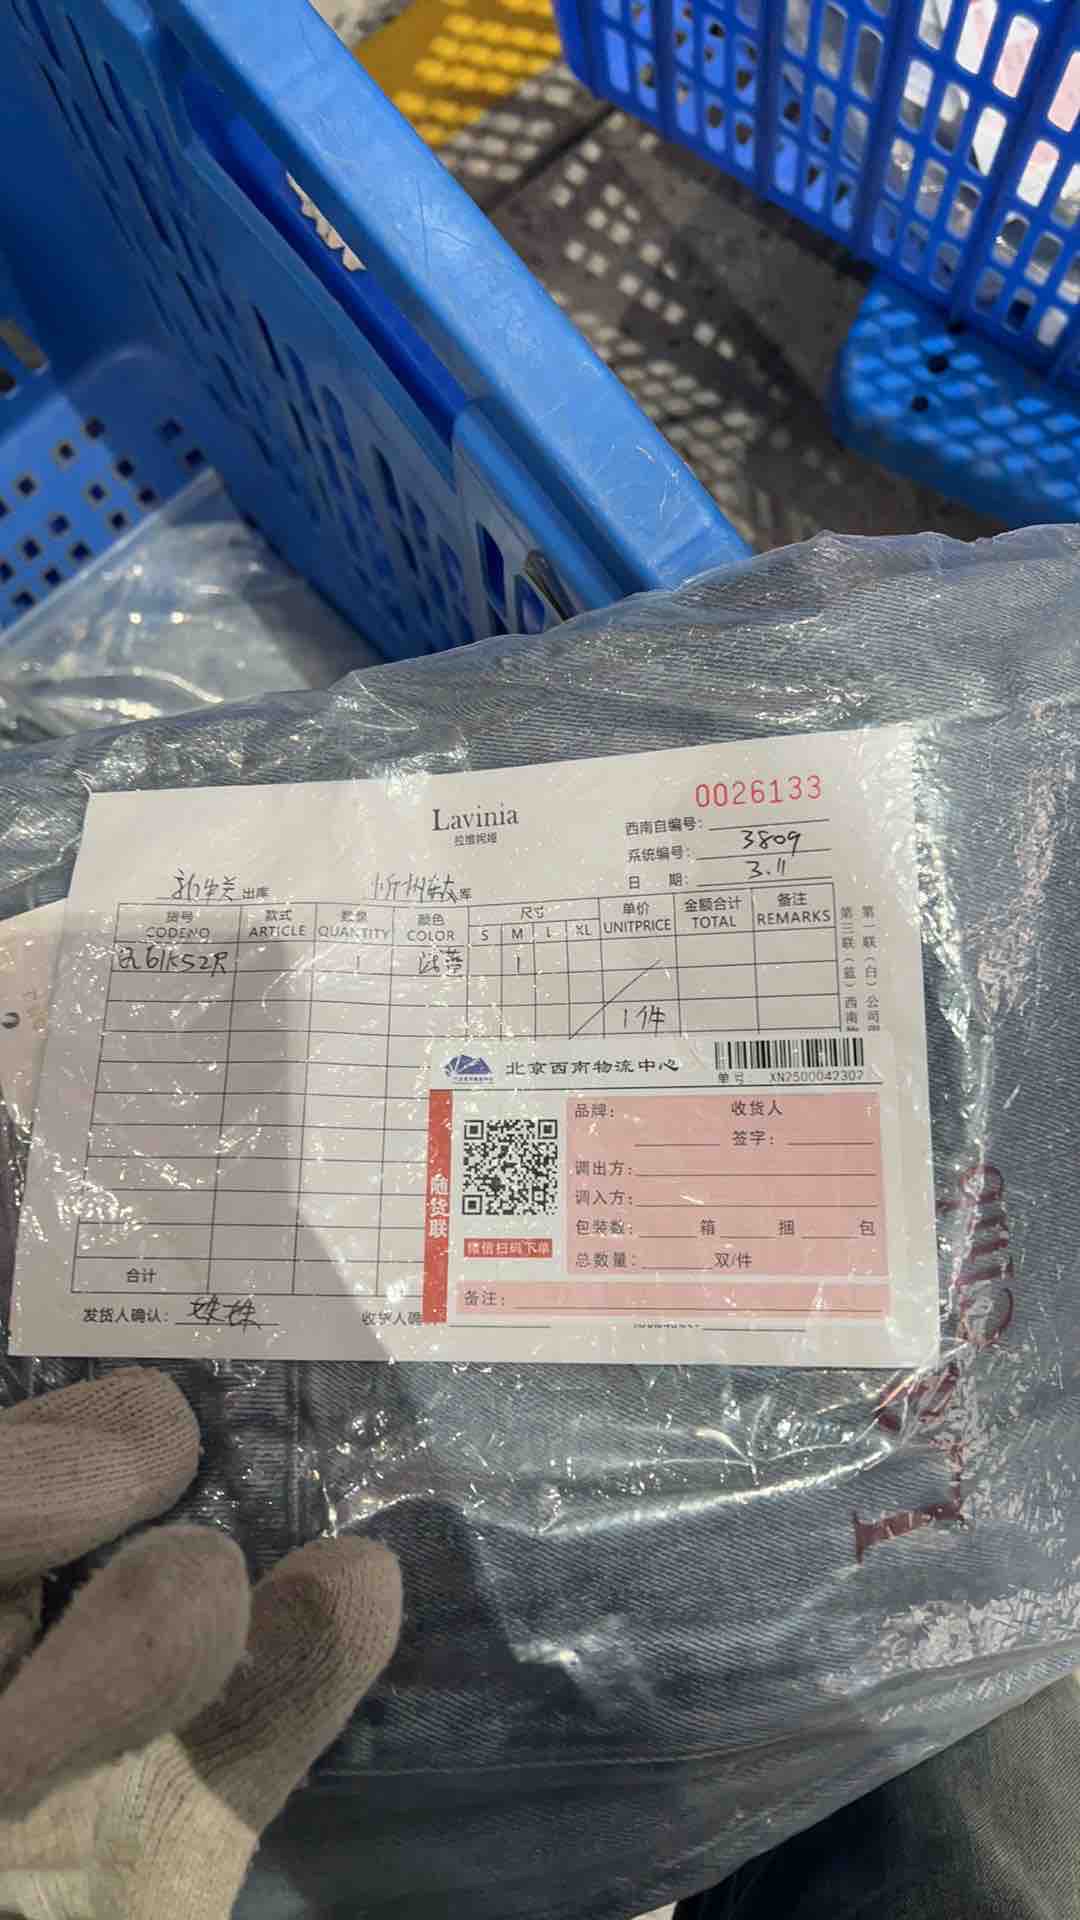 0026133
Lavinia
拉维妮娅
西南自编号:
系统编号: 3809
日 期: 3.11
出库
库
货号 款式 数量 颜色 尺寸 单价 金额合计 备注
CODENO ARTICLE QUANTITY COLOR S M L XL UNITPRICE TOTAL REMARKS
61K52R 1 1
1件
合计
发货人确认:
收货人确
第一联(白)公司
第三联(蓝)西南
北京西南物流中心
单号: XN2500042302
随货联
微信扫码下单
品牌: 收货人
签字:
调出方:
调入方:
包装数: 箱 捆 包
总数量: 双/件
备注: